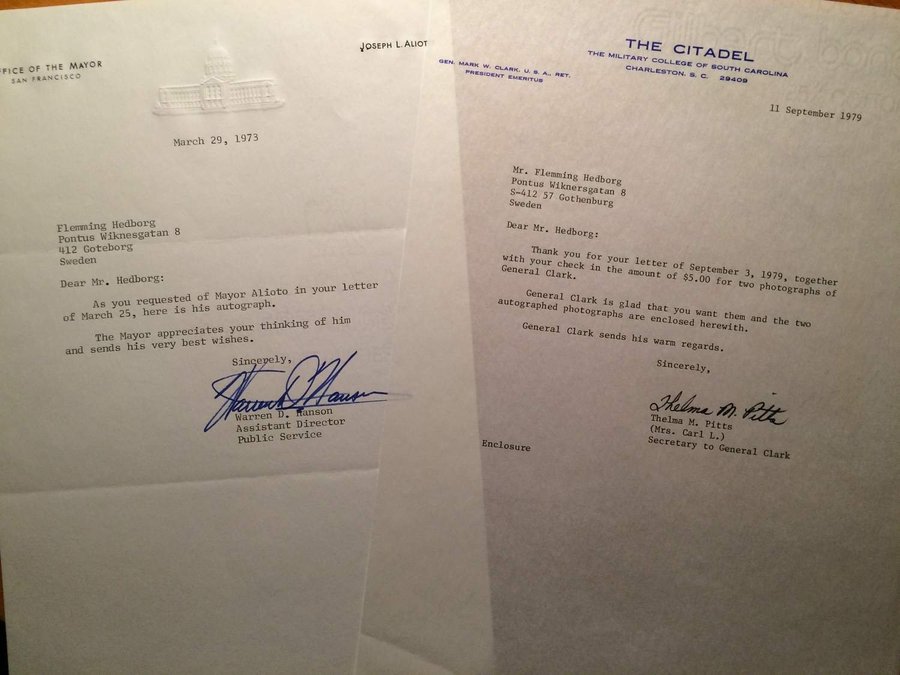 OFFICE OF THE MAYOR
SAN FRANCISCO
JOSEPH L. ALIOT
March 29, 1973
Flemming Hedborg
Pontus Wiknesgatan 8
412 Goteborg
Sweden
Dear Mr. Hedborg:
As you requested of Mayor Alioto in your letter
of March 25, here is his autograph.
The Mayor appreciates your thinking of him
and sends his very best wishes.
Sincerely,
Warren D. Hanson
Warren D. Hanson
Assistant Director
Public Service
THE CITADEL
THE MILITARY COLLEGE OF SOUTH CAROLINA
CHARLESTON, S. C. 29409
GEN. MARK W. CLARK, U. S. A., RET.
PRESIDENT EMERITUS
11 September 1979
Mr. Flemming Hedborg
Pontus Wiknersgatan 8
S-412 57 Gothenburg
Sweden
Dear Mr. Hedborg:
Thank you for your letter of September 3, 1979, together
with your check in the amount of $5.00 for two photographs of
General Clark.
General Clark is glad that you want them and the two
autographed photographs are enclosed herewith.
General Clark sends his warm regards.
Sincerely,
Thelma M. Pitts
Thelma M. Pitts
(Mrs. Carl L.)
Secretary to General Clark
Enclosure